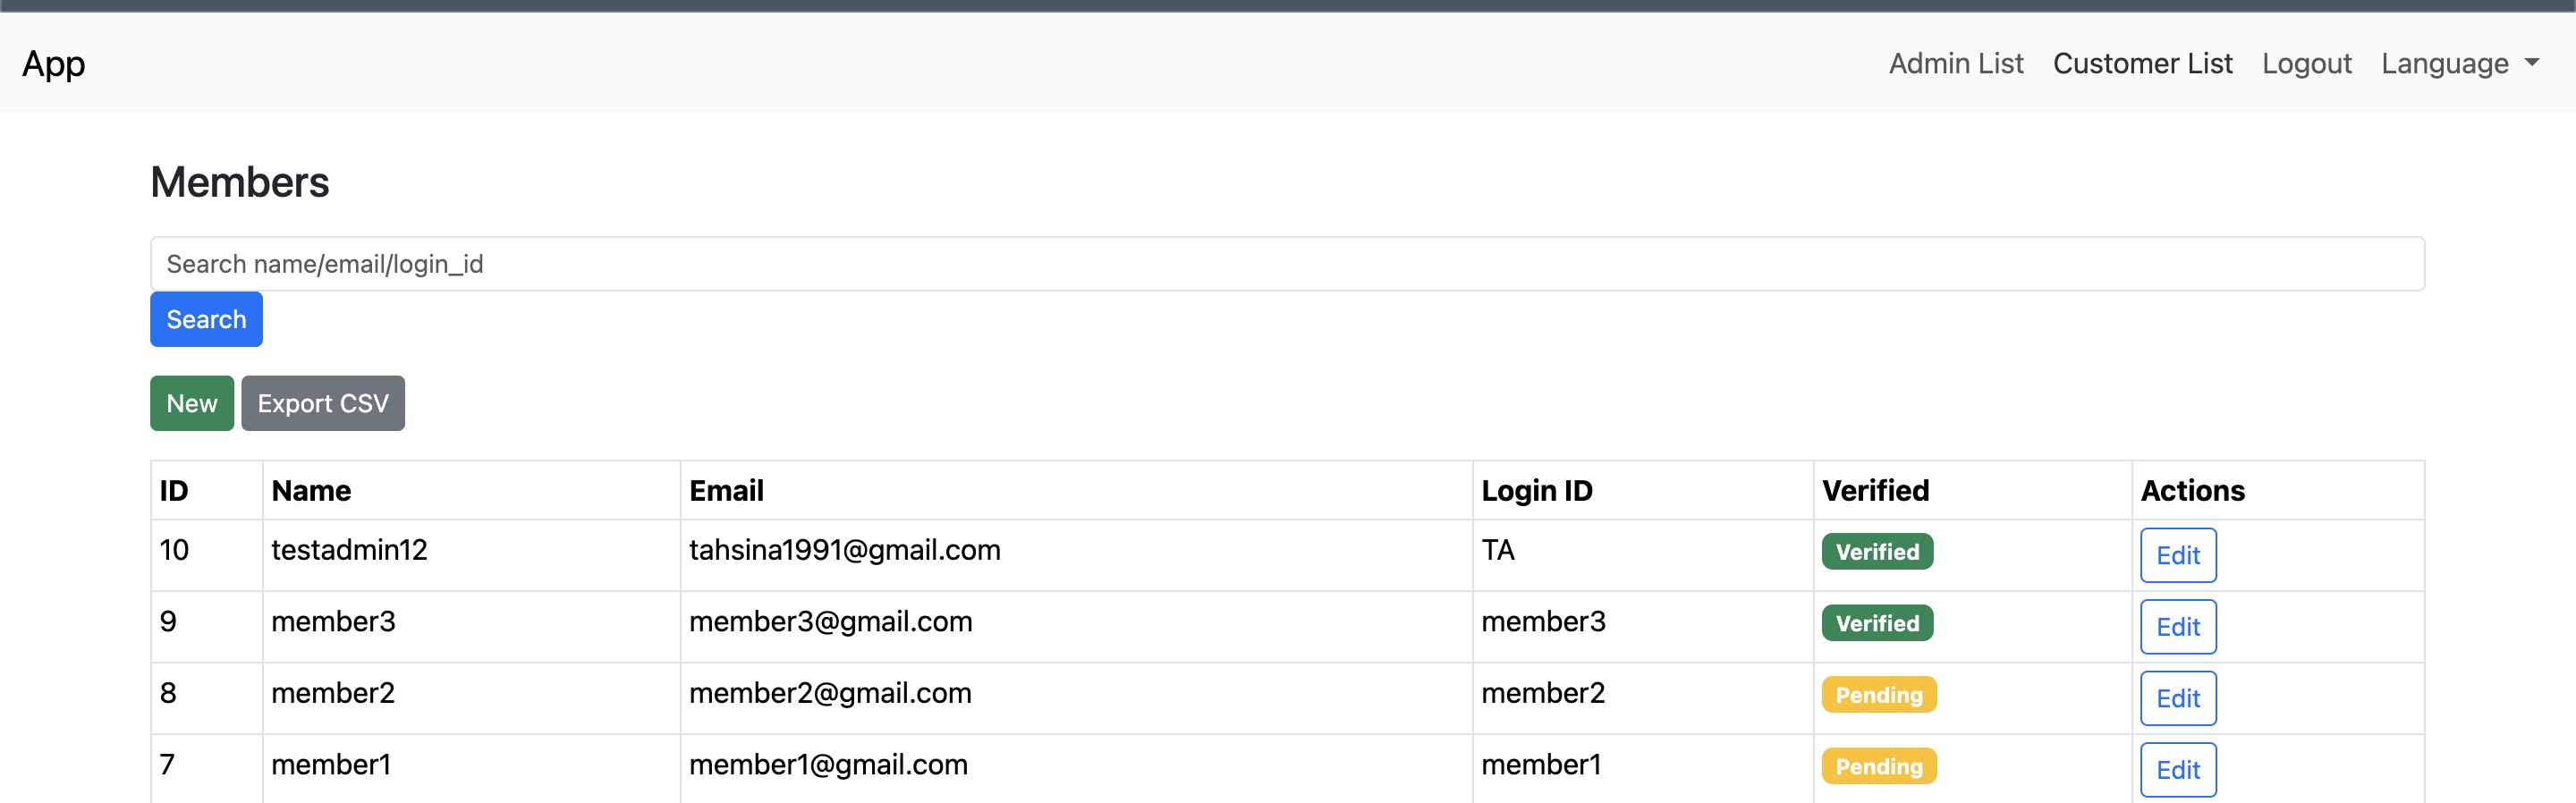 App Admin List Customer List Logout Language
Members
Search name/email/login_id
Search
New Export CSV
ID Name Email Login ID Verified Actions
10 testadmin12 tahsina1991@gmail.com TA Verified Edit
9 member3 member3@gmail.com member3 Verified Edit
8 member2 member2@gmail.com member2 Pending Edit
7 member1 member1@gmail.com member1 Pending Edit